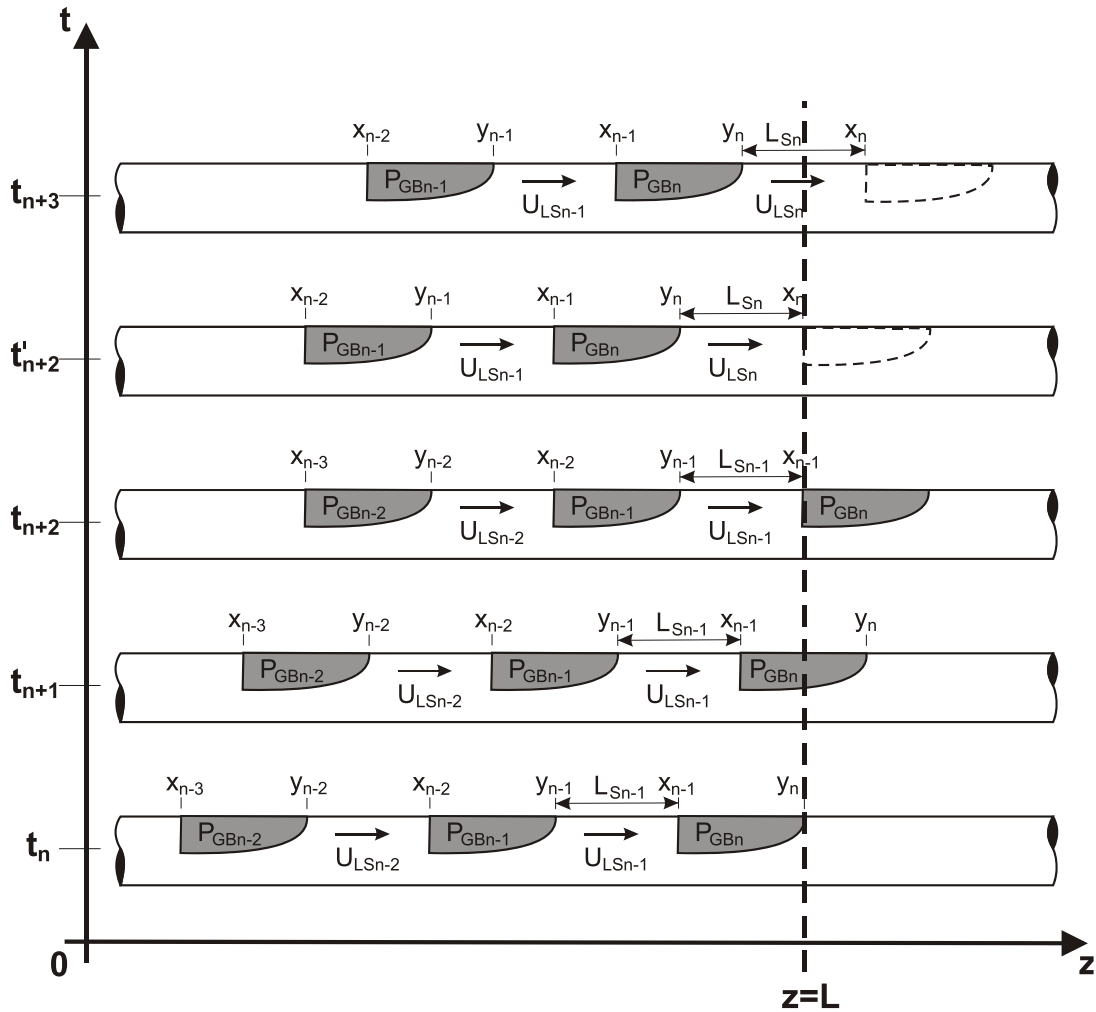 t
x_{n-2} y_{n-1} x_{n-1} y_n L_{Sn} x_n
t_{n+3} P_{GBn-1} U_{LSn-1} P_{GBn} U_{LSn}
x_{n-2} y_{n-1} x_{n-1} y_n L_{Sn} x_n
t'_{n+2} P_{GBn-1} U_{LSn-1} P_{GBn} U_{LSn}
x_{n-3} y_{n-2} x_{n-2} y_{n-1} L_{Sn-1} x_{n-1}
t_{n+2} P_{GBn-2} U_{LSn-2} P_{GBn-1} U_{LSn-1} P_{GBn}
x_{n-3} y_{n-2} x_{n-2} y_{n-1} L_{Sn-1} x_{n-1} y_n
t_{n+1} P_{GBn-2} U_{LSn-2} P_{GBn-1} U_{LSn-1} P_{GBn}
x_{n-3} y_{n-2} x_{n-2} y_{n-1} L_{Sn-1} x_{n-1} y_n
t_n P_{GBn-2} U_{LSn-2} P_{GBn-1} U_{LSn-1} P_{GBn}
0 z
z=L